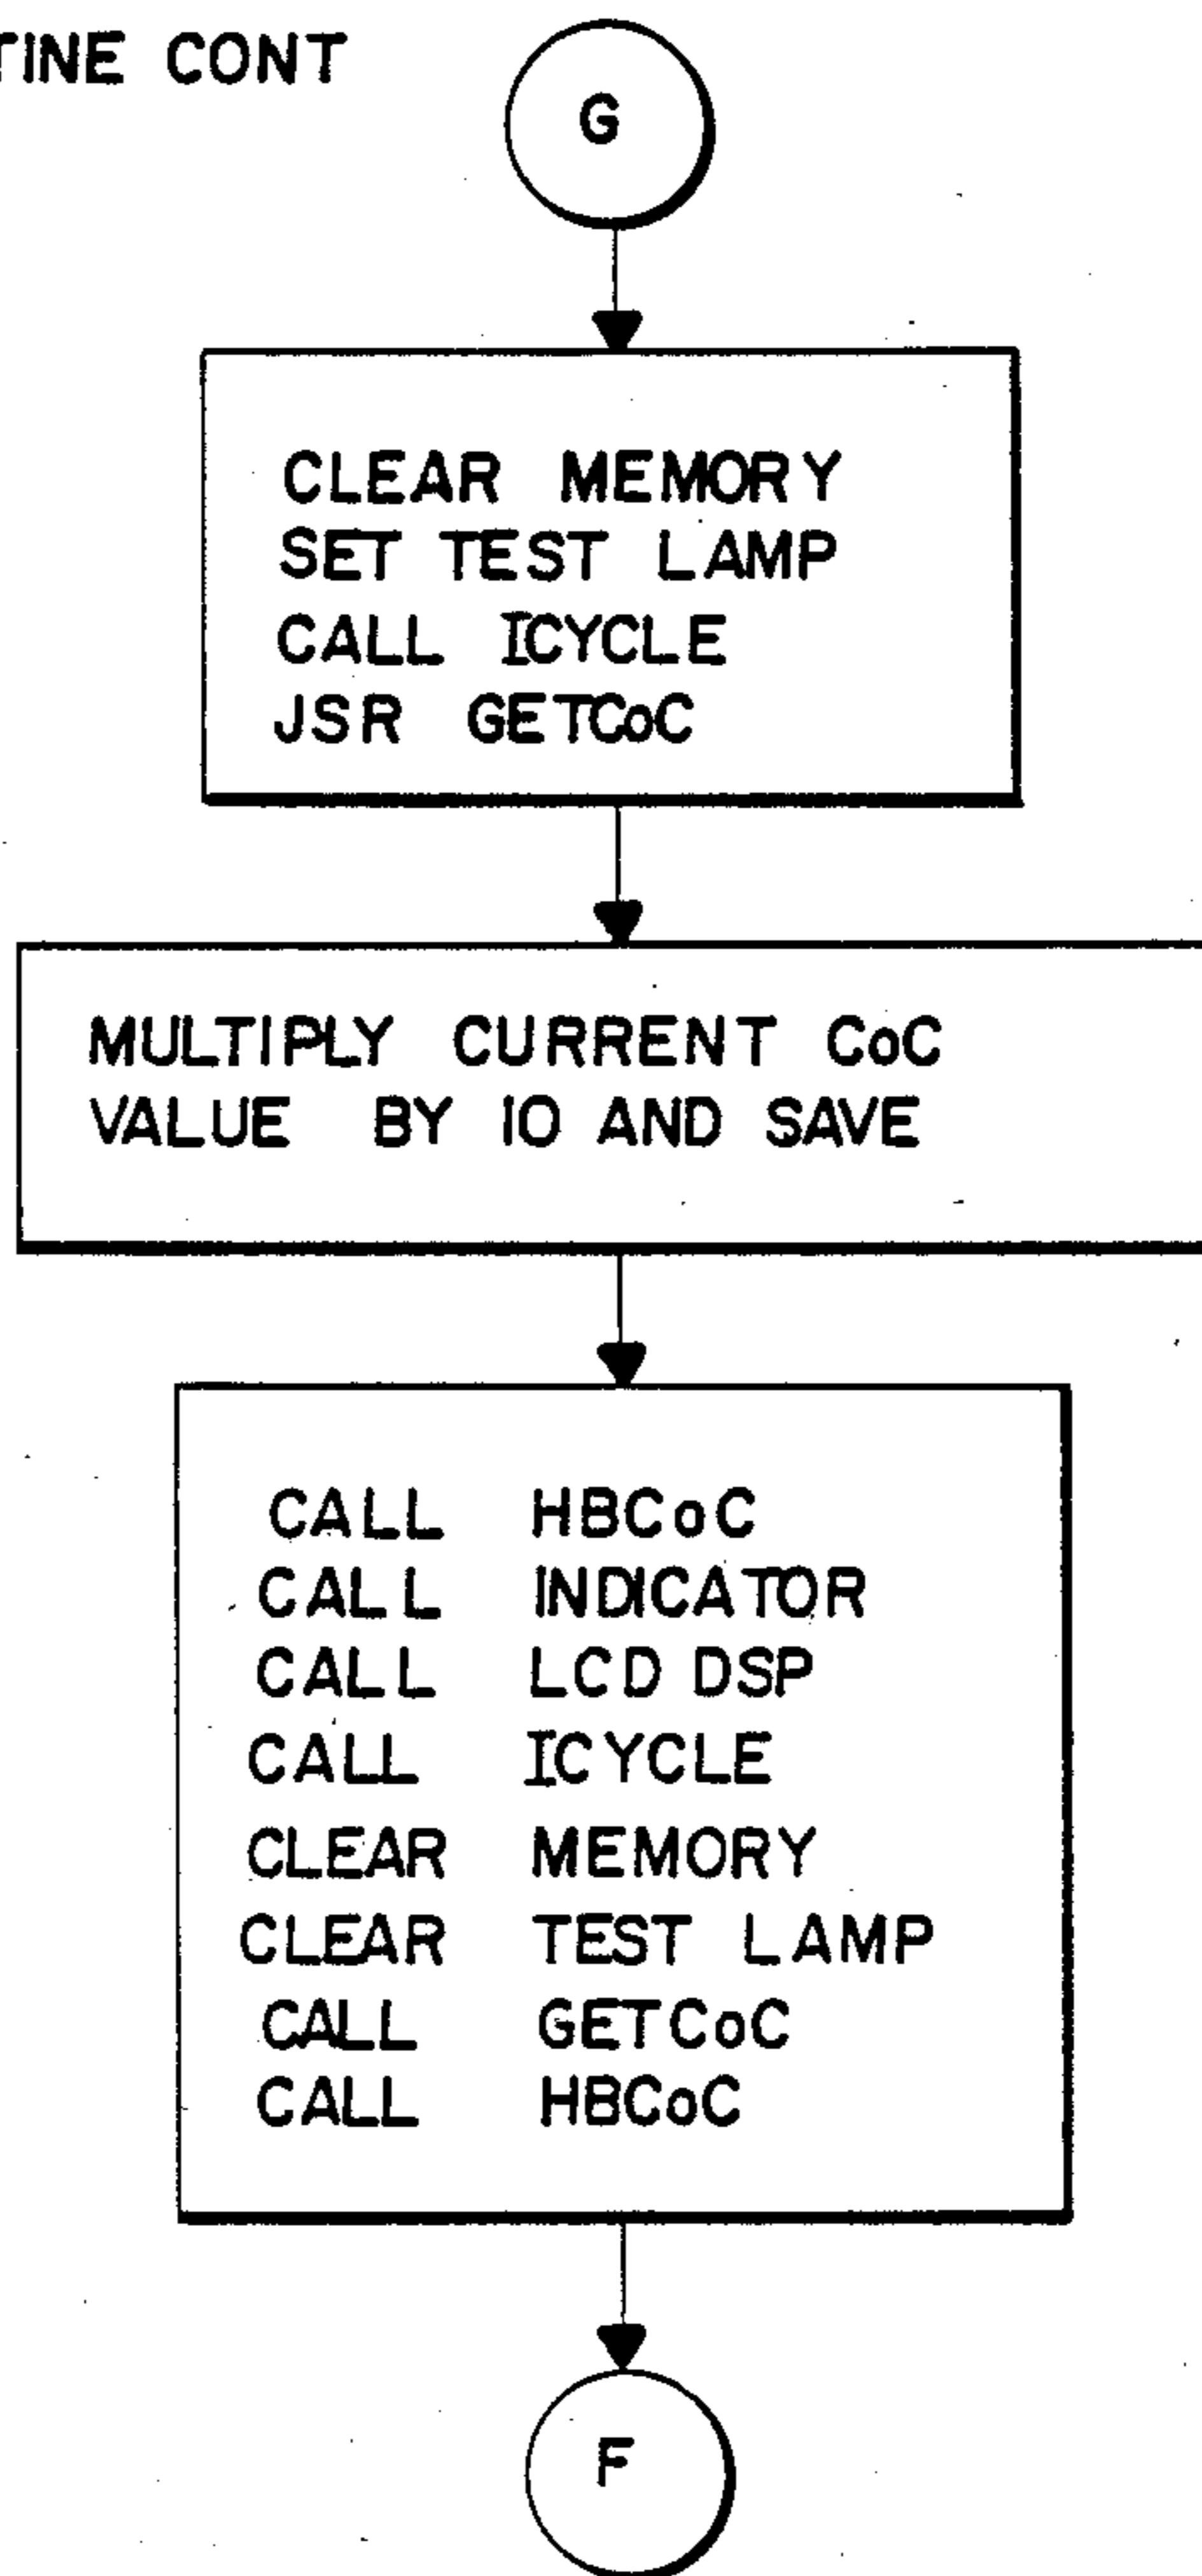 TINE CONT
G
CLEAR MEMORY
SET TEST LAMP
CALL ICYCLE
JSR GETCoC
MULTIPLY CURRENT CoC
VALUE BY 10 AND SAVE
CALL HBCoC
CALL INDICATOR
CALL LCD DSP
CALL ICYCLE
CLEAR MEMORY
CLEAR TEST LAMP
CALL GETCoC
CALL HBCoC
F